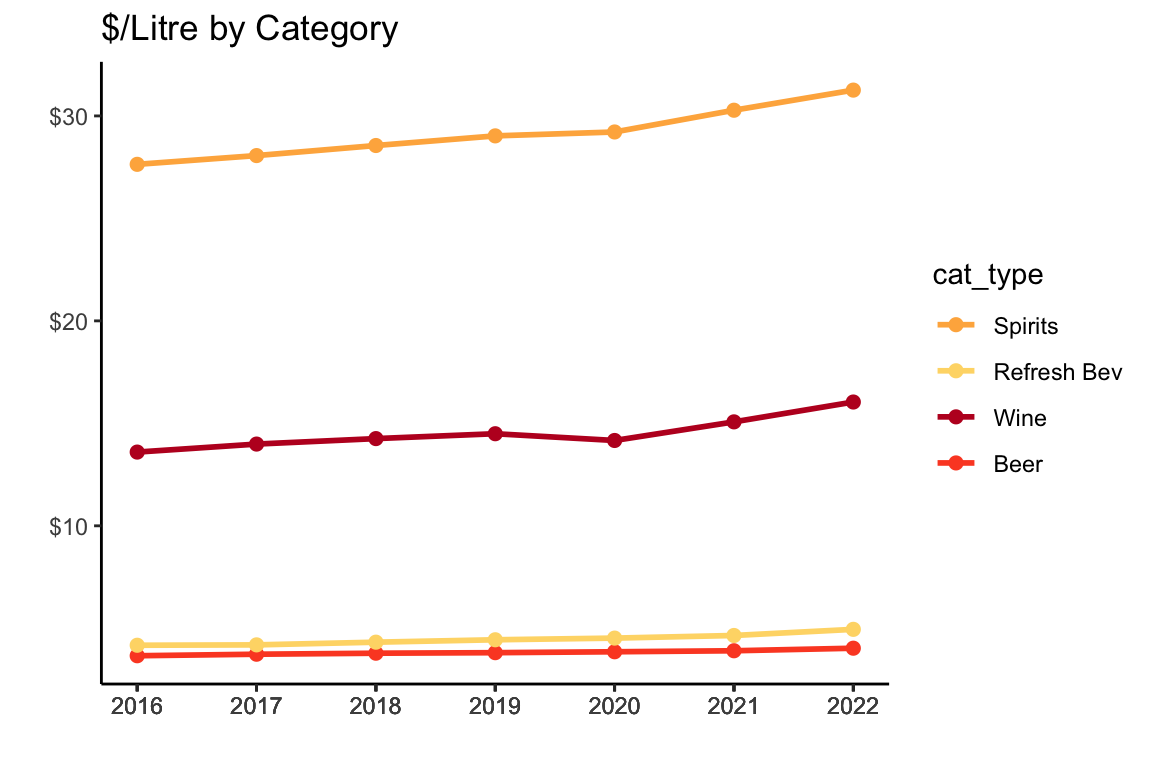 $/Litre by Category
$30
$20
$10
2016 2017 2018 2019 2020 2021 2022
cat_type
Spirits
Refresh Bev
Wine
Beer